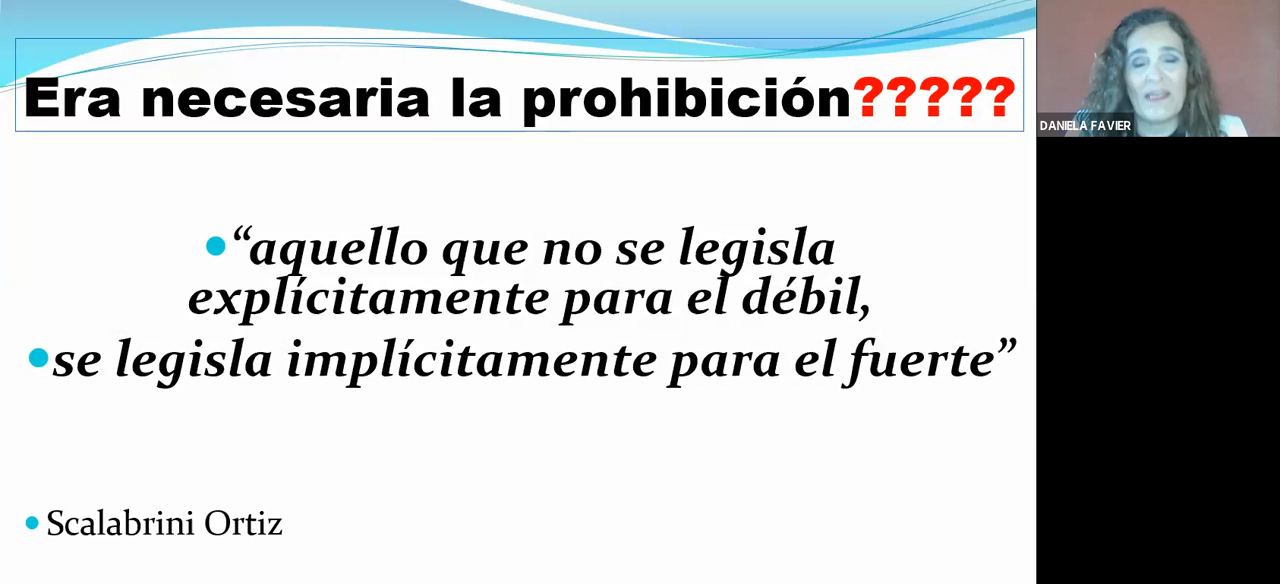 Era necesaria la prohibición?????
DANIELA FAVIER
•“aquello que no se legisla
explícitamente para el débil,
•se legisla implícitamente para el fuerte”
• Scalabrini Ortiz